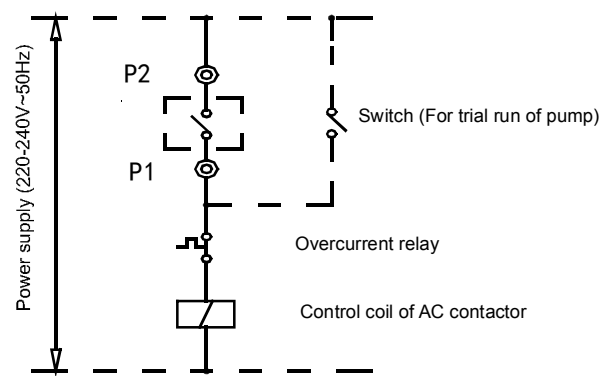 P2
Switch (For trial run of pump)
Power supply (220-240V~50Hz)
P1
Overcurrent relay
Control coil of AC contactor